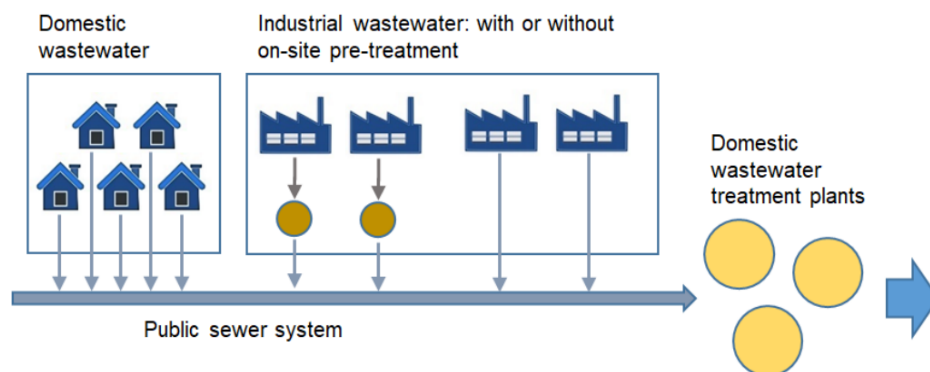 Domestic
wastewater
Industrial wastewater: with or without
on-site pre-treatment
Domestic
wastewater
treatment plants
Public sewer system